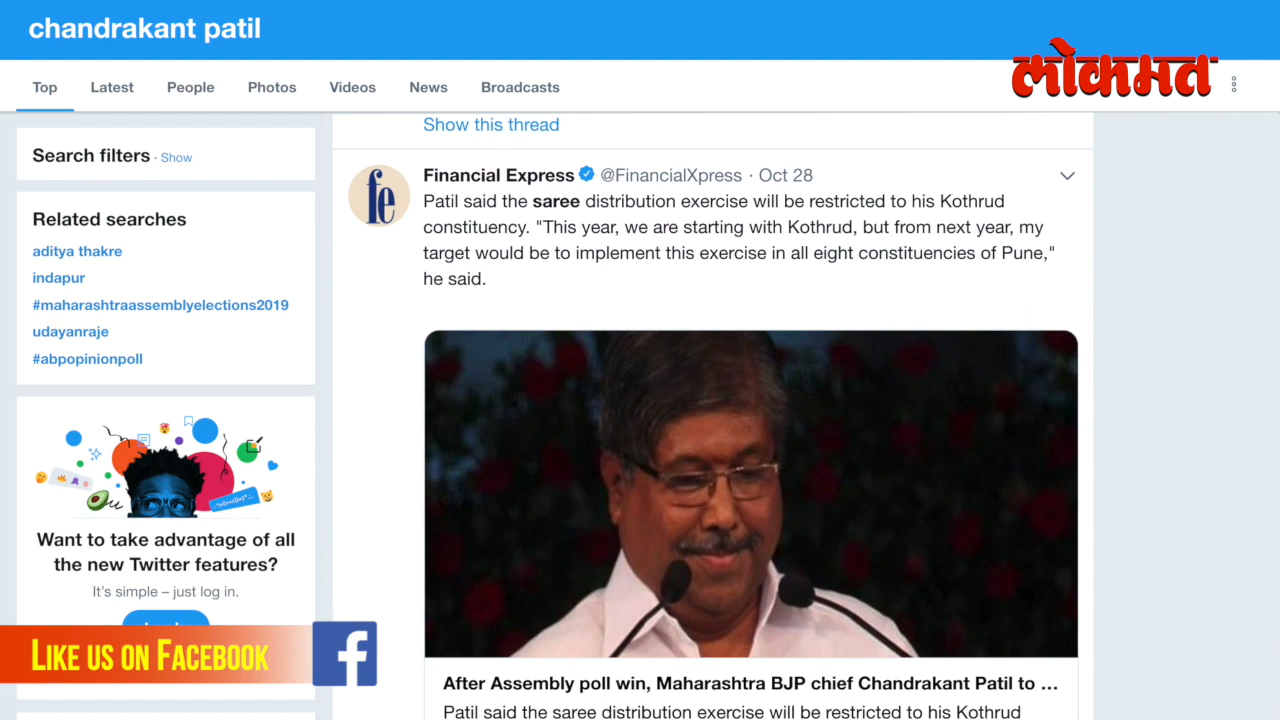 chandrakant patil
Top Latest People Photos Videos News Broadcasts
लोकमत
Search filters · Show
Related searches
aditya thakre
indapur
#maharashtraassemblyelections2019
udayanraje
#abpopinionpoll
Want to take advantage of all
the new Twitter features?
It's simple – just log in.
LIKE US ON FACEBOOK
f
Show this thread
fe
Financial Express @FinancialXpress · Oct 28
Patil said the saree distribution exercise will be restricted to his Kothrud
constituency. "This year, we are starting with Kothrud, but from next year, my
target would be to implement this exercise in all eight constituencies of Pune,"
he said.
After Assembly poll win, Maharashtra BJP chief Chandrakant Patil to ...
Patil said the saree distribution exercise will be restricted to his Kothrud